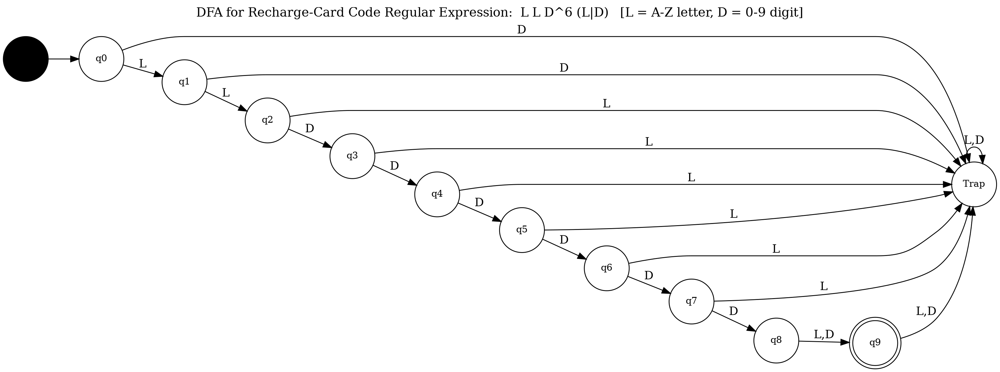 DFA for Recharge-Card Code Regular Expression:  L L D^6 (L|D)   [L = A-Z letter, D = 0-9 digit]
D
q0
L
D
q1
L
L
q2
D
L
L,D
q3
D
L
Trap
q4
D
L
q5
D
L
q6
D
L
q7
D
L,D
q8
L,D
q9